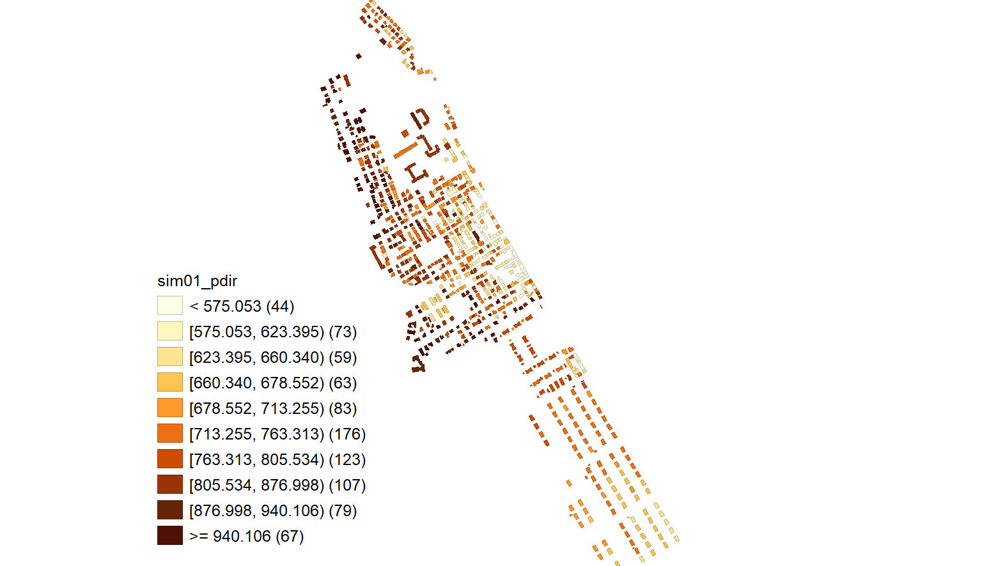 sim01_pdir
< 575.053 (44)
[575.053, 623.395) (73)
[623.395, 660.340) (59)
[660.340, 678.552) (63)
[678.552, 713.255) (83)
[713.255, 763.313) (176)
[763.313, 805.534) (123)
[805.534, 876.998) (107)
[876.998, 940.106) (79)
>= 940.106 (67)